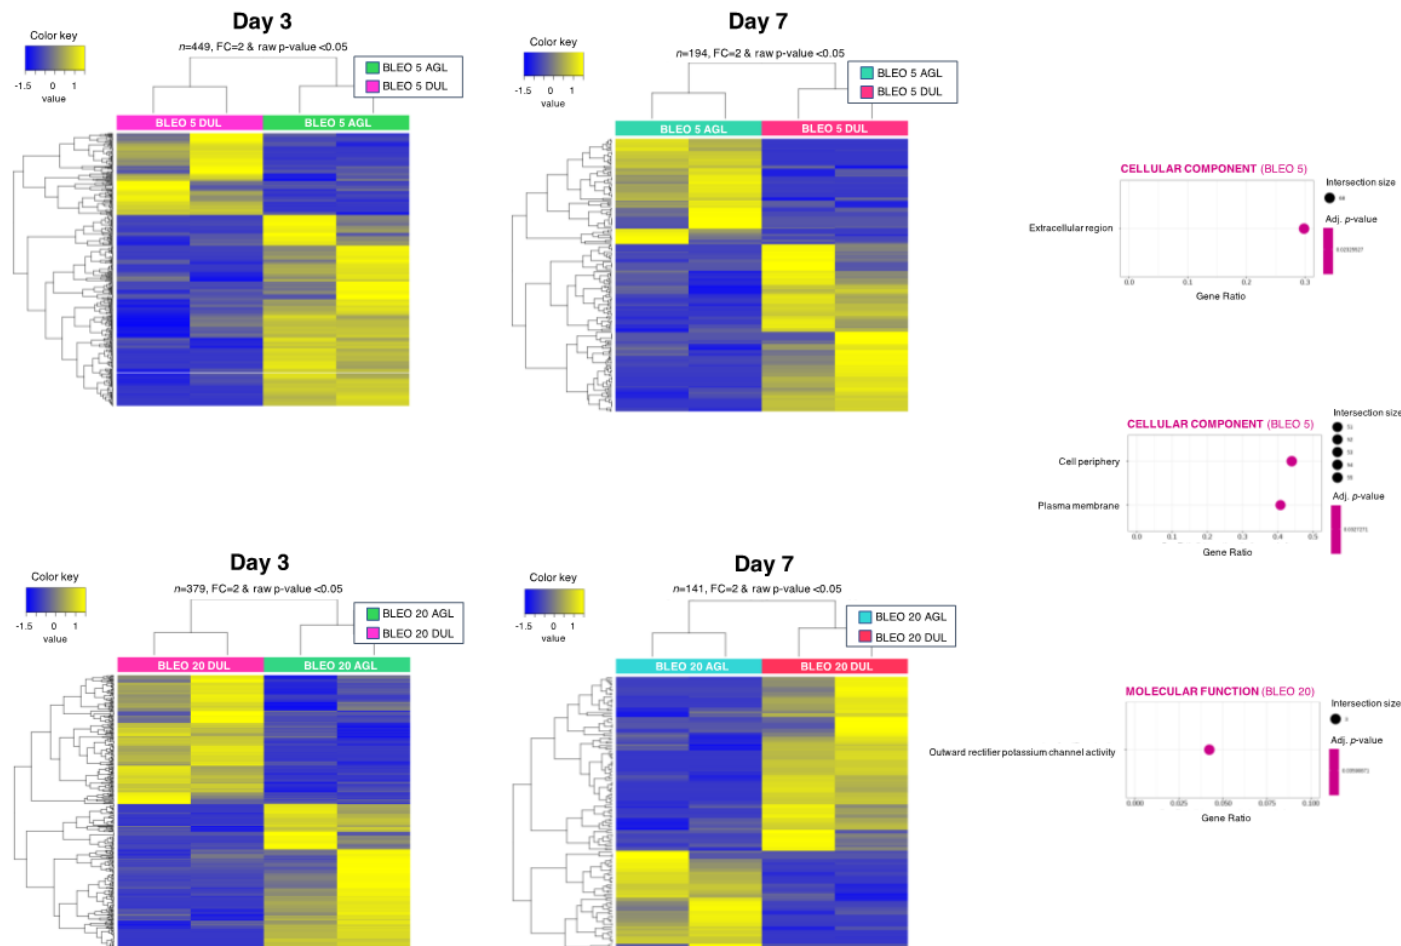 Day 3
Color key
n=449, FC=2 & raw p-value <0.05
BLEO 5 AGL
BLEO 5 DUL
-1.5 0 1
value
BLEO 5 DUL BLEO 5 AGL
Day 7
Color key
n=194, FC=2 & raw p-value <0.05
BLEO 5 AGL
BLEO 5 DUL
-1.5 0 1
value
BLEO 5 AGL BLEO 5 DUL
CELLULAR COMPONENT (BLEO 5)
Intersection size
Adj. p-value
Extracellular region
0.0 0.1 0.2 0.3
Gene Ratio
CELLULAR COMPONENT (BLEO 5)
Intersection size
Cell periphery
Plasma membrane
Adj. p-value
0.0 0.1 0.2 0.3 0.4 0.5
Gene Ratio
Day 3
Color key
n=379, FC=2 & raw p-value <0.05
BLEO 20 AGL
BLEO 20 DUL
-1.5 0 1
value
BLEO 20 DUL BLEO 20 AGL
Day 7
Color key
n=141, FC=2 & raw p-value <0.05
BLEO 20 AGL
BLEO 20 DUL
-1.5 0 1
value
BLEO 20 AGL BLEO 20 DUL
MOLECULAR FUNCTION (BLEO 20)
Intersection size
Adj. p-value
Outward rectifier potassium channel activity
0.000 0.025 0.050 0.075 0.100
Gene Ratio